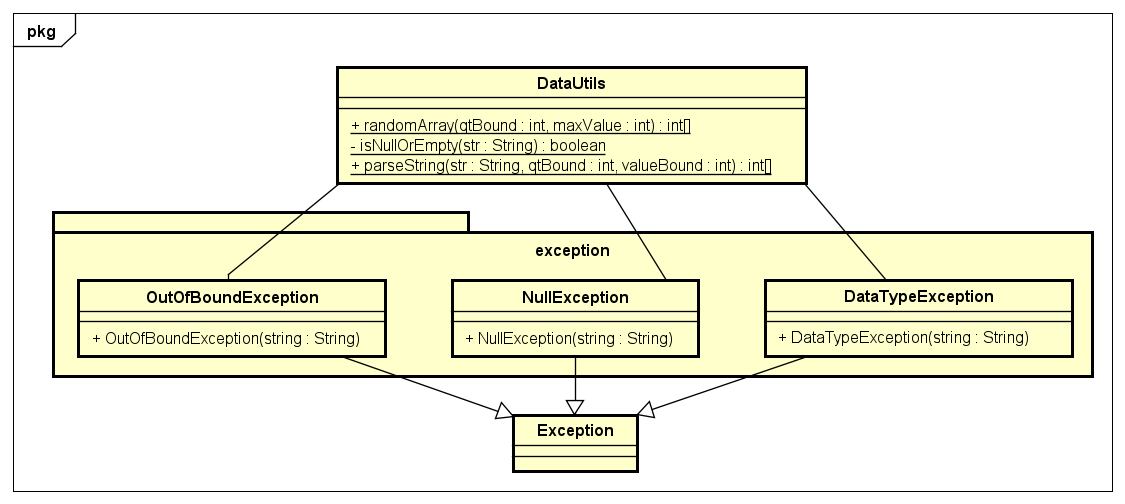 pkg
DataUtils
+ randomArray(qtBound : int, maxValue : int) : int[]
- isNullOrEmpty(str : String) : boolean
+ parseString(str : String, qtBound : int, valueBound : int) : int[]
exception
OutOfBoundException
+ OutOfBoundException(string : String)
NullException
+ NullException(string : String)
DataTypeException
+ DataTypeException(string : String)
Exception